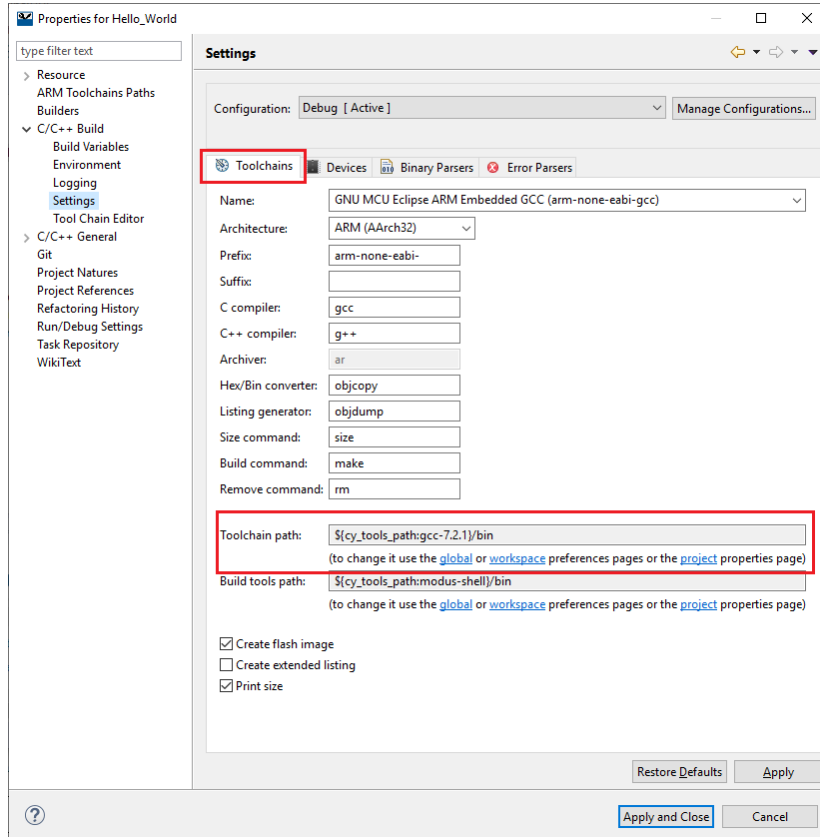 Properties for Hello_World
type filter text
Resource
ARM Toolchains Paths
Builders
C/C++ Build
Build Variables
Environment
Logging
Settings
Tool Chain Editor
C/C++ General
Git
Project Natures
Project References
Refactoring History
Run/Debug Settings
Task Repository
WikiText
Settings
Configuration: Debug [ Active ] Manage Configurations...
Toolchains Devices Binary Parsers Error Parsers
Name: GNU MCU Eclipse ARM Embedded GCC (arm-none-eabi-gcc)
Architecture: ARM (AArch32)
Prefix: arm-none-eabi-
Suffix:
C compiler: gcc
C++ compiler: g++
Archiver: ar
Hex/Bin converter: objcopy
Listing generator: objdump
Size command: size
Build command: make
Remove command: rm
Toolchain path: ${cy_tools_path:gcc-7.2.1}/bin
(to change it use the global or workspace preferences pages or the project properties page)
Build tools path: ${cy_tools_path:modus-shell}/bin
(to change it use the global or workspace preferences pages or the project properties page)
Create flash image
Create extended listing
Print size
Restore Defaults Apply
Apply and Close Cancel